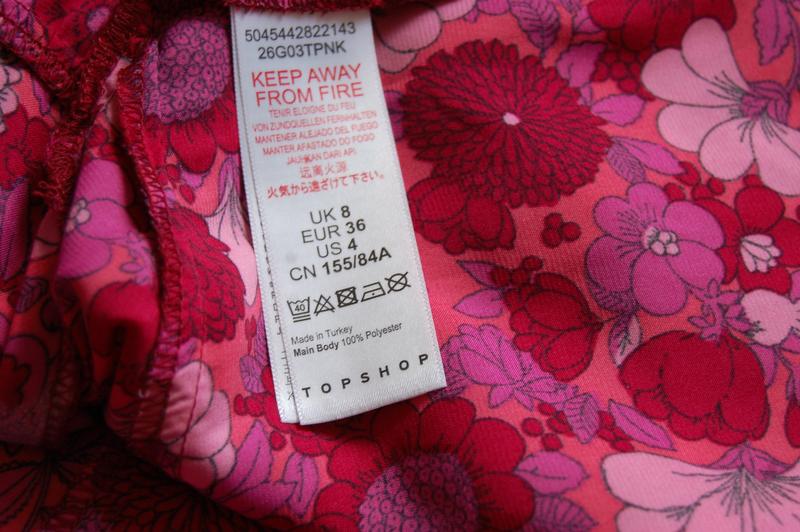 5045442822143
26G03TPNK
KEEP AWAY
FROM FIRE
TENIR ELOIGNE DU FEU
VON ZUNDQUELLEN FERNHALTEN
MANTENER ALEJADO DEL FUEGO
MANTER AFASTADO DO FOGO
JAUHKAN DARI API
远离火源
火気から遠ざけて下さい。
UK 8
EUR 36
US 4
CN 155/84A
40
Made in Turkey
Main Body 100% Polyester
TOPSHOP